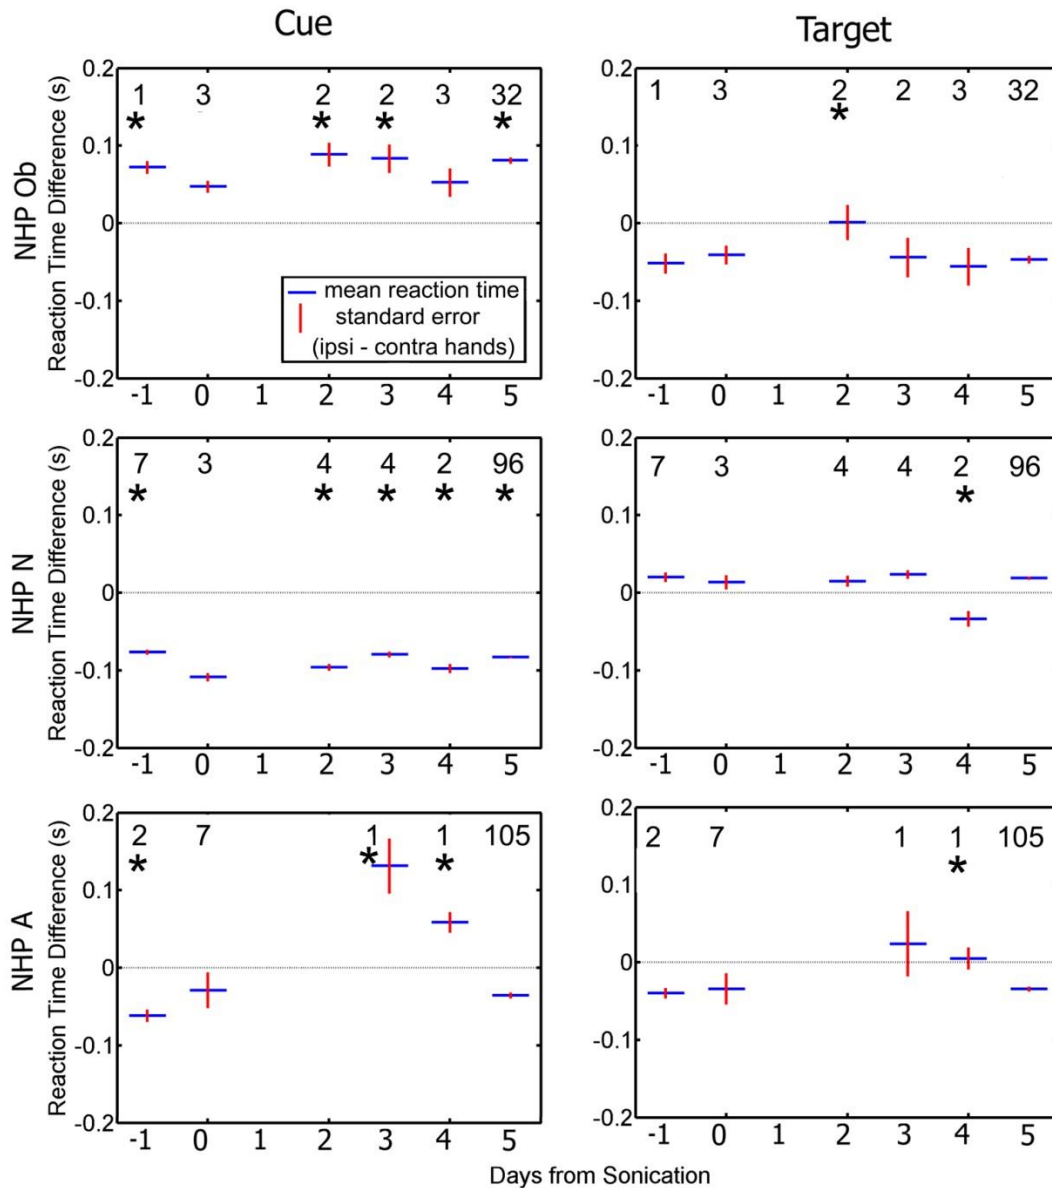 Cue
Target
NHP Ob
Reaction Time Difference (s)
0.2
0.1
0
-0.1
-0.2
1 3 2 2 3 32
* * * *
mean reaction time
standard error
(ipsi - contra hands)
-1 0 1 2 3 4 5
0.2
0.1
0
-0.1
-0.2
1 3 2 2 3 32
*
-1 0 1 2 3 4 5
NHP N
Reaction Time Difference (s)
0.2
0.1
0
-0.1
-0.2
7 3 4 4 2 96
* * * * *
-1 0 1 2 3 4 5
0.2
0.1
0
-0.1
-0.2
7 3 4 4 2 96
*
-1 0 1 2 3 4 5
NHP A
Reaction Time Difference (s)
0.2
0.1
0
-0.1
-0.2
2 7 1 1 105
* * *
-1 0 1 2 3 4 5
0.2
0.1
0
-0.1
-0.2
2 7 1 1 105
*
-1 0 1 2 3 4 5
Days from Sonication